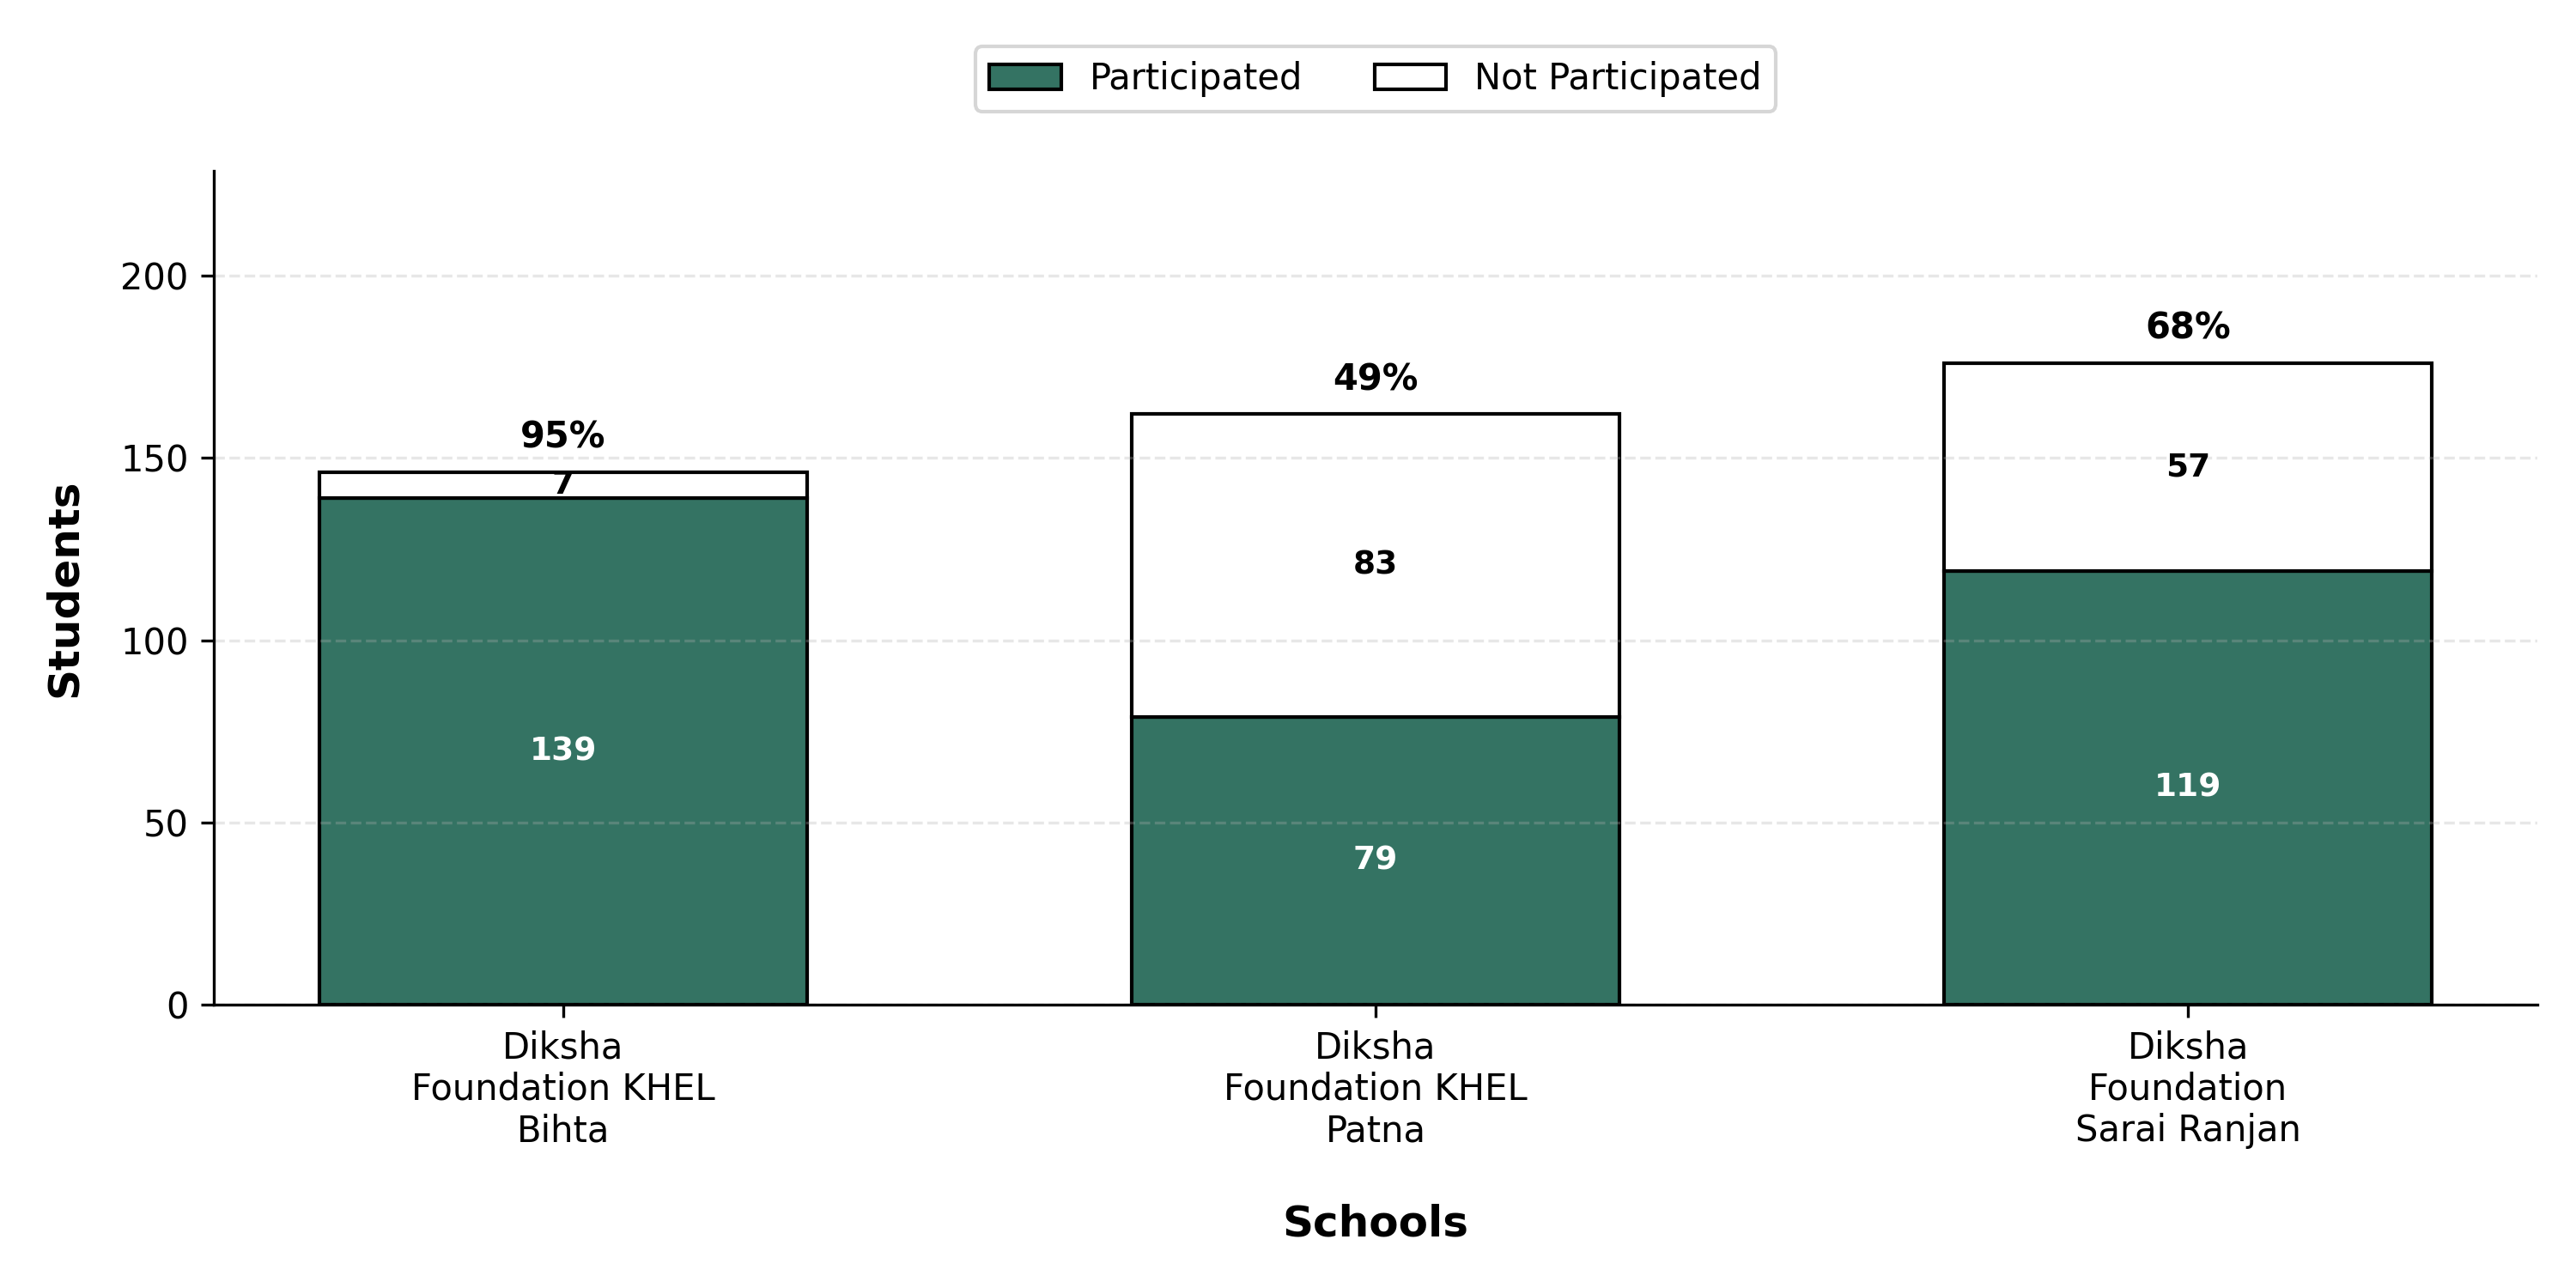 Participated
Not Participated
Students
200
150
100
50
0
95%
7
139
49%
83
79
68%
57
119
Diksha
Foundation KHEL
Bihta
Diksha
Foundation KHEL
Patna
Diksha
Foundation
Sarai Ranjan
Schools